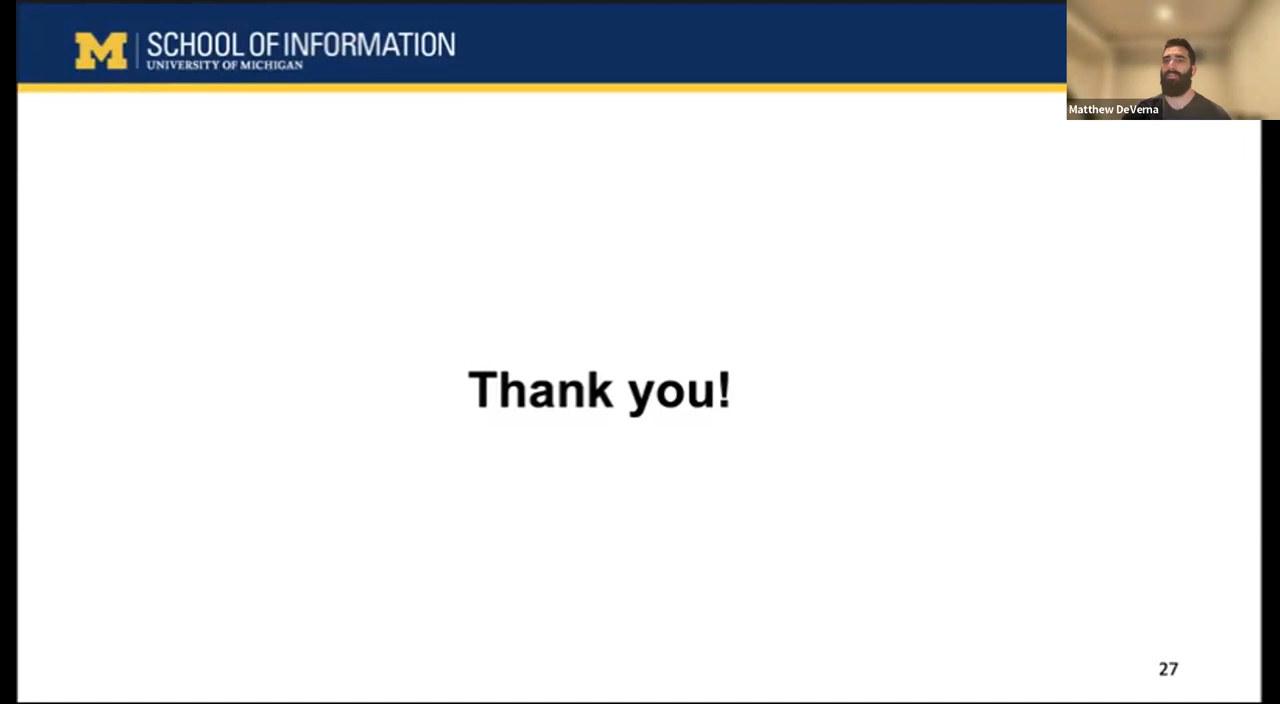 M
SCHOOL OF INFORMATION
UNIVERSITY OF MICHIGAN
Matthew DeVerna
Thank you!
27